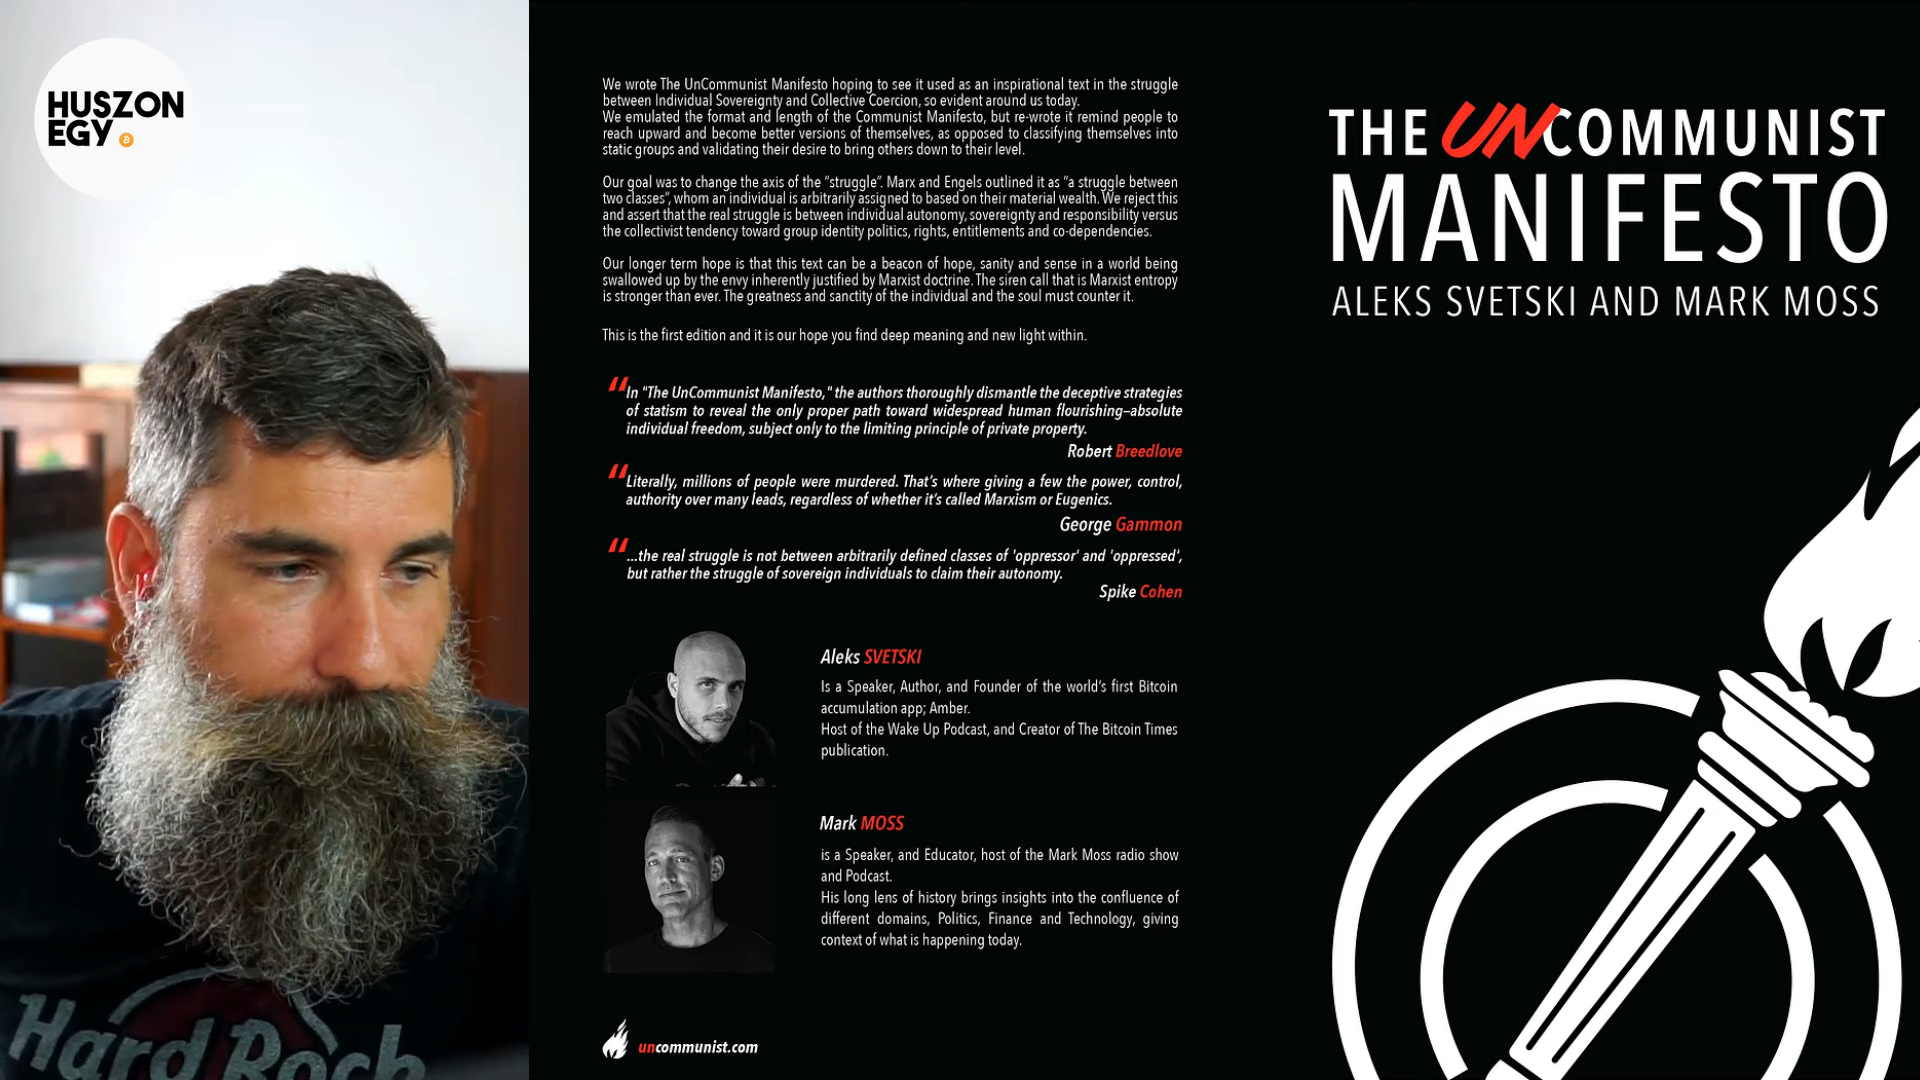 HUSZON
EGY
We wrote The UnCommunist Manifesto hoping to see it used as an inspirational text in the struggle
between Individual Sovereignty and Collective Coercion, so evident around us today.
We emulated the format and length of the Communist Manifesto, but re-wrote it remind people to
reach upward and become better versions of themselves, as opposed to classifying themselves into
static groups and validating their desire to bring others down to their level.
Our goal was to change the axis of the “struggle”. Marx and Engels outlined it as “a struggle between
two classes”, whom an individual is arbitrarily assigned to based on their material wealth. We reject this
and assert that the real struggle is between individual autonomy, sovereignty and responsibility versus
the collectivist tendency toward group identity politics, rights, entitlements and co-dependencies.
Our longer term hope is that this text can be a beacon of hope, sanity and sense in a world being
swallowed up by the envy inherently justified by Marxist doctrine. The siren call that is Marxist entropy
is stronger than ever. The greatness and sanctity of the individual and the soul must counter it.
This is the first edition and it is our hope you find deep meaning and new light within.
“In "The UnCommunist Manifesto," the authors thoroughly dismantle the deceptive strategies
of statism to reveal the only proper path toward widespread human flourishing—absolute
individual freedom, subject only to the limiting principle of private property.
Robert Breedlove
“Literally, millions of people were murdered. That’s where giving a few the power, control,
authority over many leads, regardless of whether it’s called Marxism or Eugenics.
George Gammon
“...the real struggle is not between arbitrarily defined classes of 'oppressor' and 'oppressed',
but rather the struggle of sovereign individuals to claim their autonomy.
Spike Cohen
Aleks SVETSKI
Is a Speaker, Author, and Founder of the world’s first Bitcoin
accumulation app; Amber.
Host of the Wake Up Podcast, and Creator of The Bitcoin Times
publication.
Mark MOSS
is a Speaker, and Educator, host of the Mark Moss radio show
and Podcast.
His long lens of history brings insights into the confluence of
different domains, Politics, Finance and Technology, giving
context of what is happening today.
uncommunist.com
THE UNCOMMUNIST
MANIFESTO
ALEKS SVETSKI AND MARK MOSS
Hard Rock